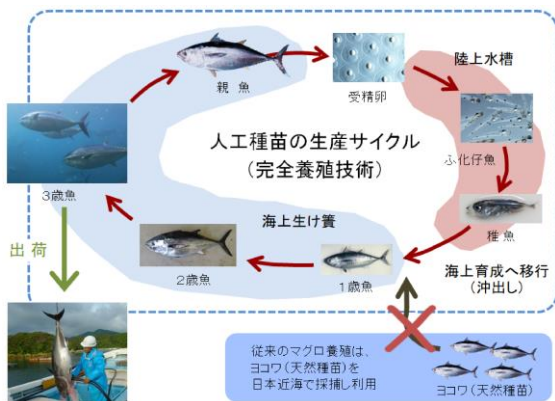 親 魚
受精卵
陸上水槽
人工種苗の生産サイクル
(完全養殖技術)
ふ化仔魚
3歳魚
海上生け簀
稚魚
出 荷
2歳魚
1歳魚
海上育成へ移行
(沖出し)
従来のマグロ養殖は、
ヨコワ(天然種苗)を
日本近海で採捕し利用
ヨコワ(天然種苗)